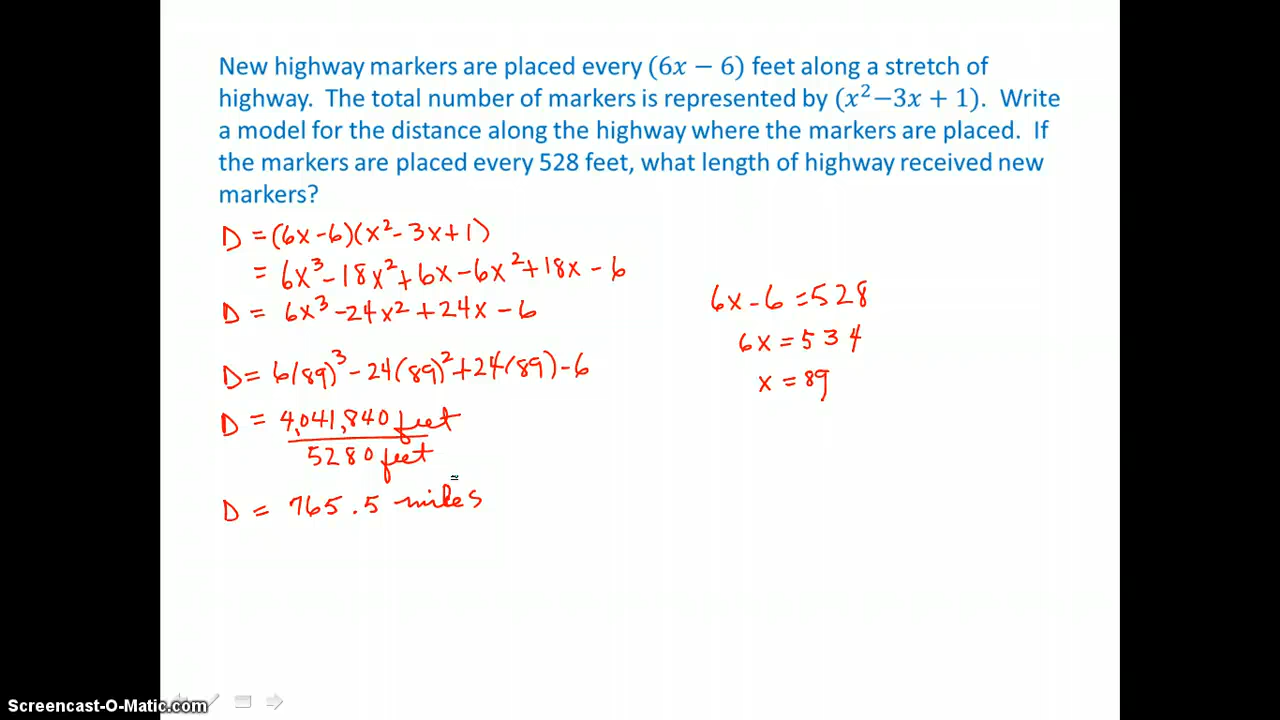 New highway markers are placed every (6x − 6) feet along a stretch of
highway. The total number of markers is represented by (x²−3x + 1). Write
a model for the distance along the highway where the markers are placed. If
the markers are placed every 528 feet, what length of highway received new
markers?
D = (6x − 6)(x² − 3x + 1)
= 6x³ − 18x² + 6x − 6x² + 18x − 6
D = 6x³ − 24x² + 24x − 6
D = 6(89)³ − 24(89)² + 24(89) − 6
D = 4,041,840 feet
5280 feet
D = 765.5 miles
6x − 6 = 528
6x = 534
x = 89
Screencast-O-Matic.com